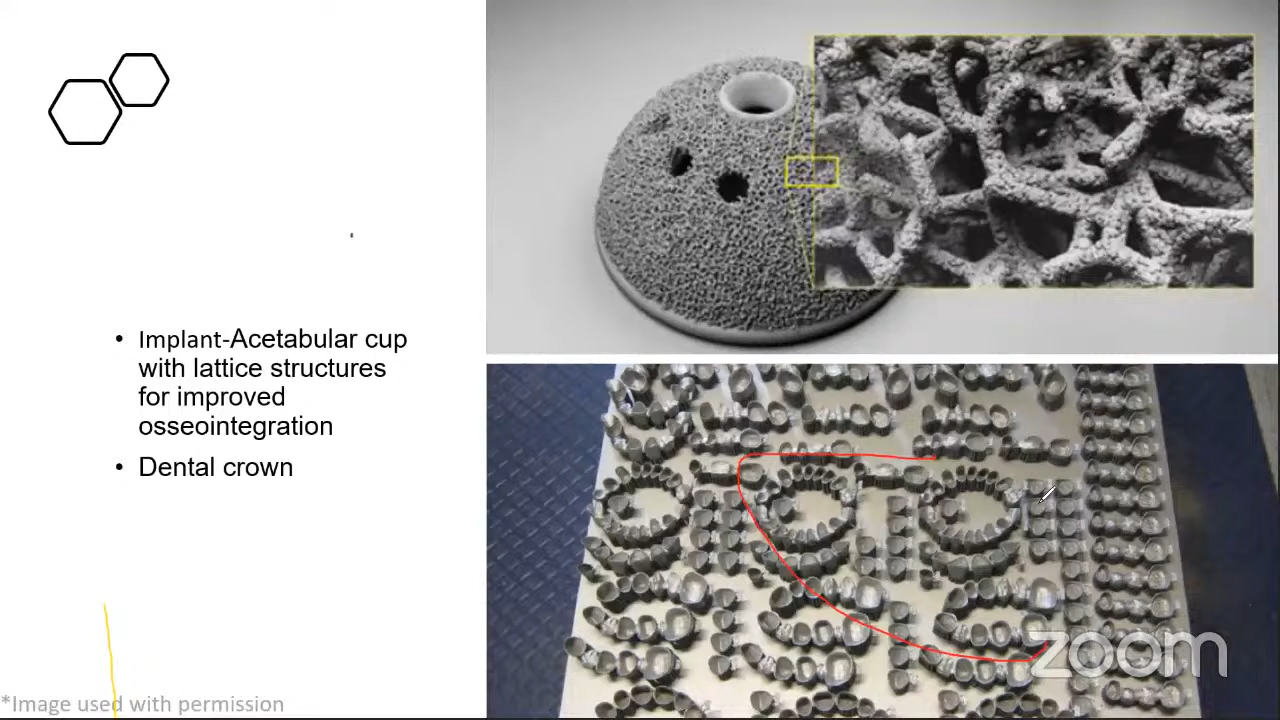 • Implant-Acetabular cup
with lattice structures
for improved
osseointegration
• Dental crown
*Image used with permission
zoom